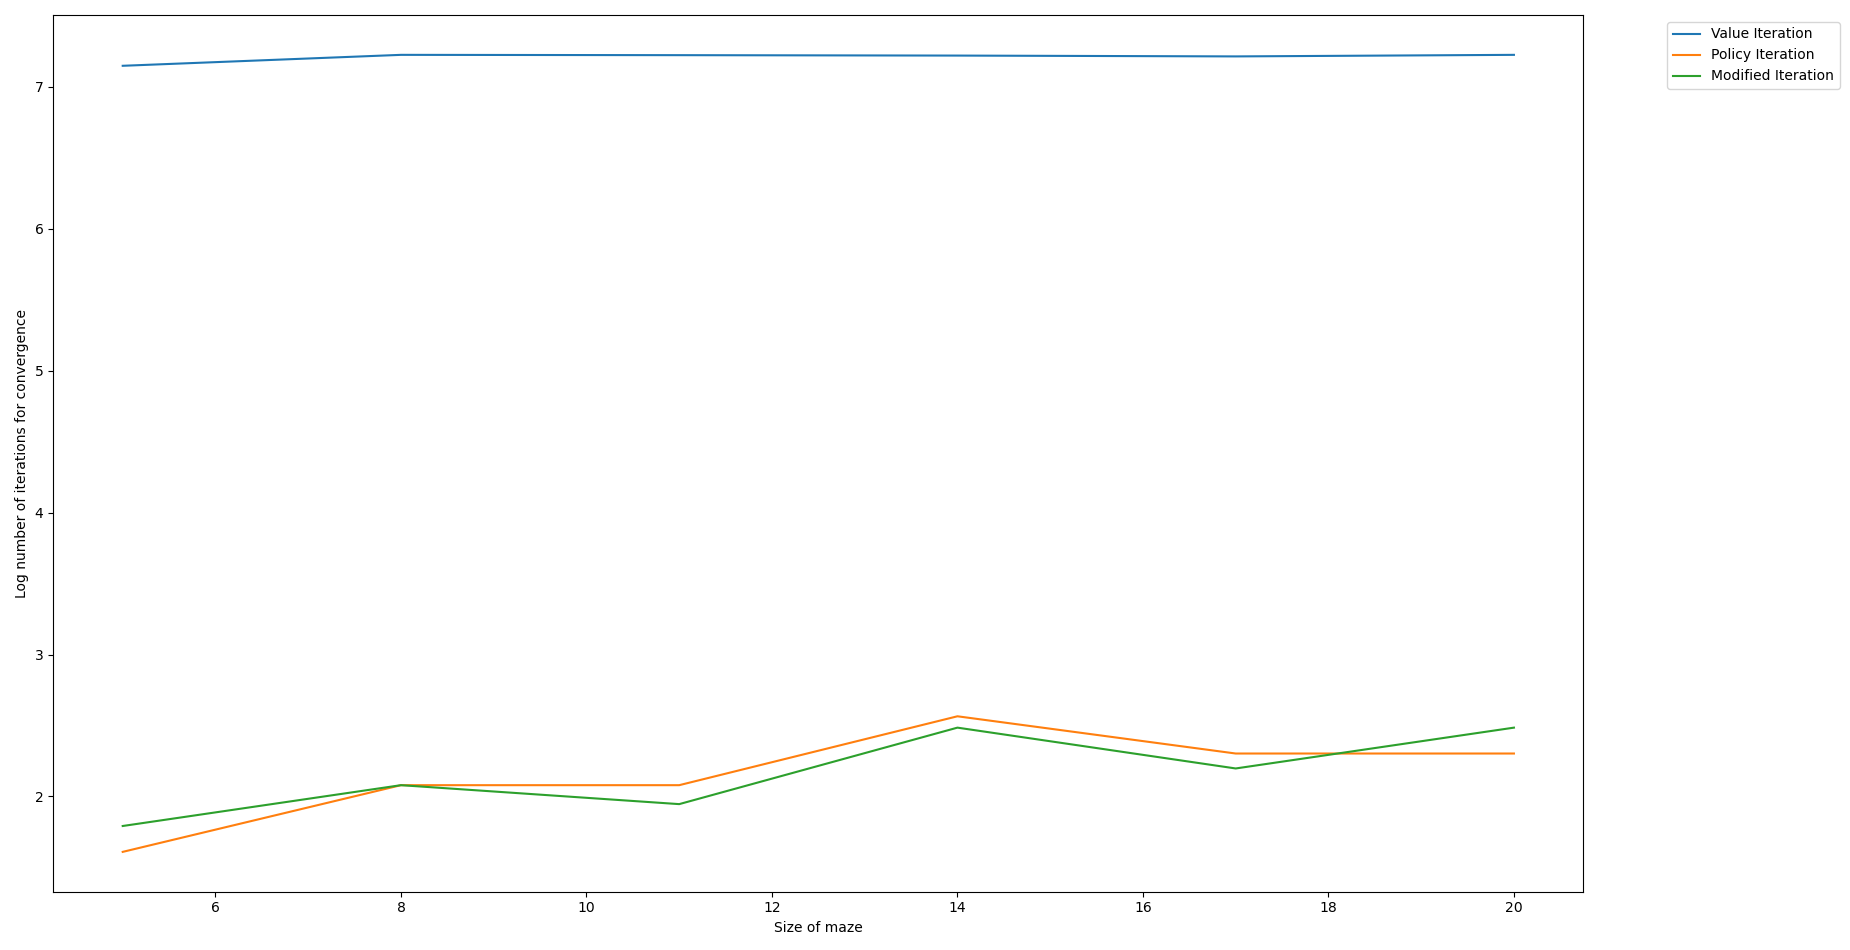 Value Iteration
Policy Iteration
Modified Iteration
7
6
5
4
3
2
Log number of iterations for convergence
6 8 10 12 14 16 18 20
Size of maze